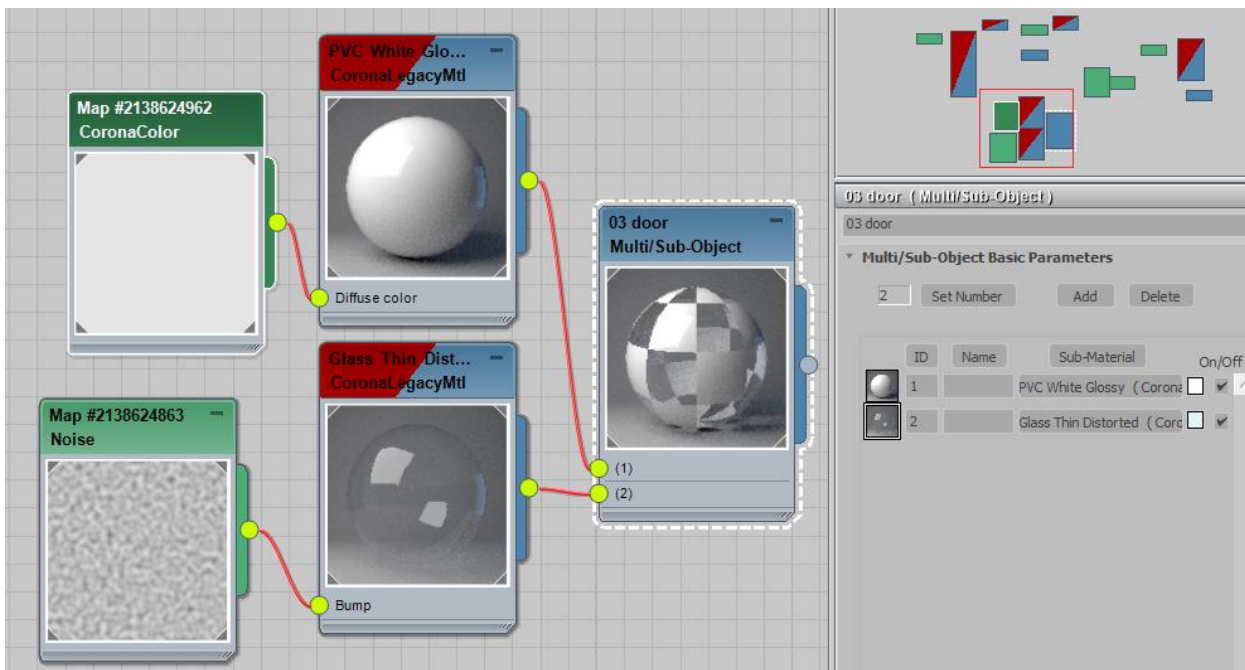 PVC White Glo...
CoronaLegacyMtl
Diffuse color
Map #2138624962
CoronaColor
Glass Thin Dist...
CoronaLegacyMtl
Bump
Map #2138624863
Noise
03 door
Multi/Sub-Object
(1)
(2)
03 door ( Multi/Sub-Object )
03 door
Multi/Sub-Object Basic Parameters
2 Set Number Add Delete
ID Name Sub-Material On/Off
1 PVC White Glossy ( Corona
2 Glass Thin Distorted ( Corc